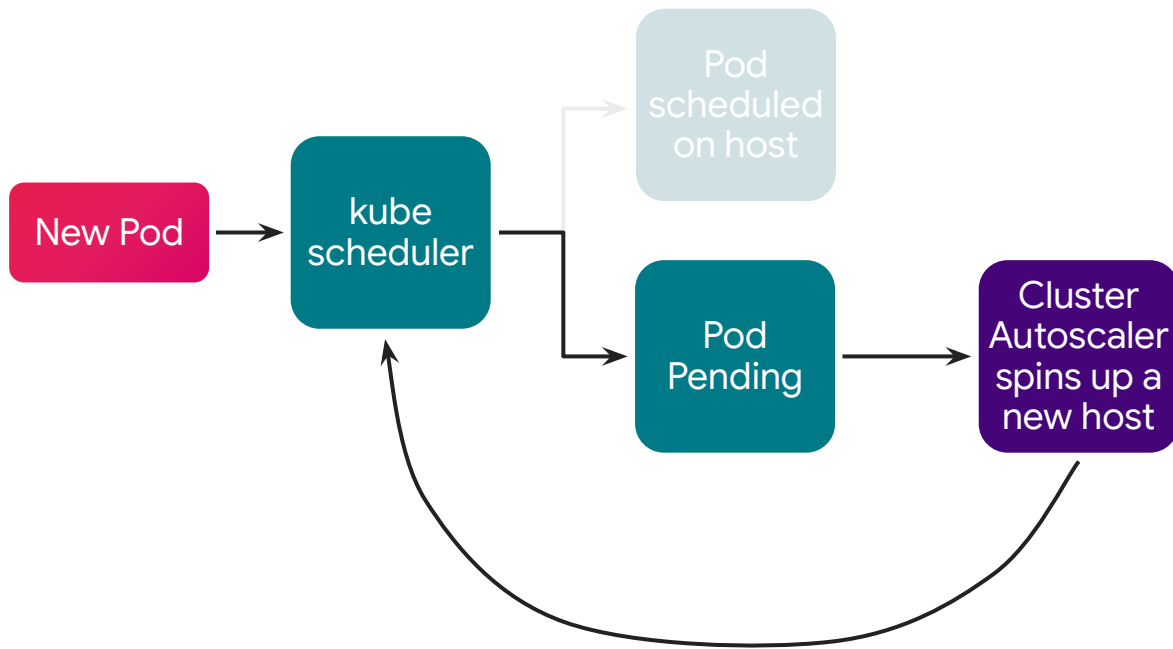 New Pod
kube
scheduler
Pod
scheduled
on host
Pod
Pending
Cluster
Autoscaler
spins up a
new host